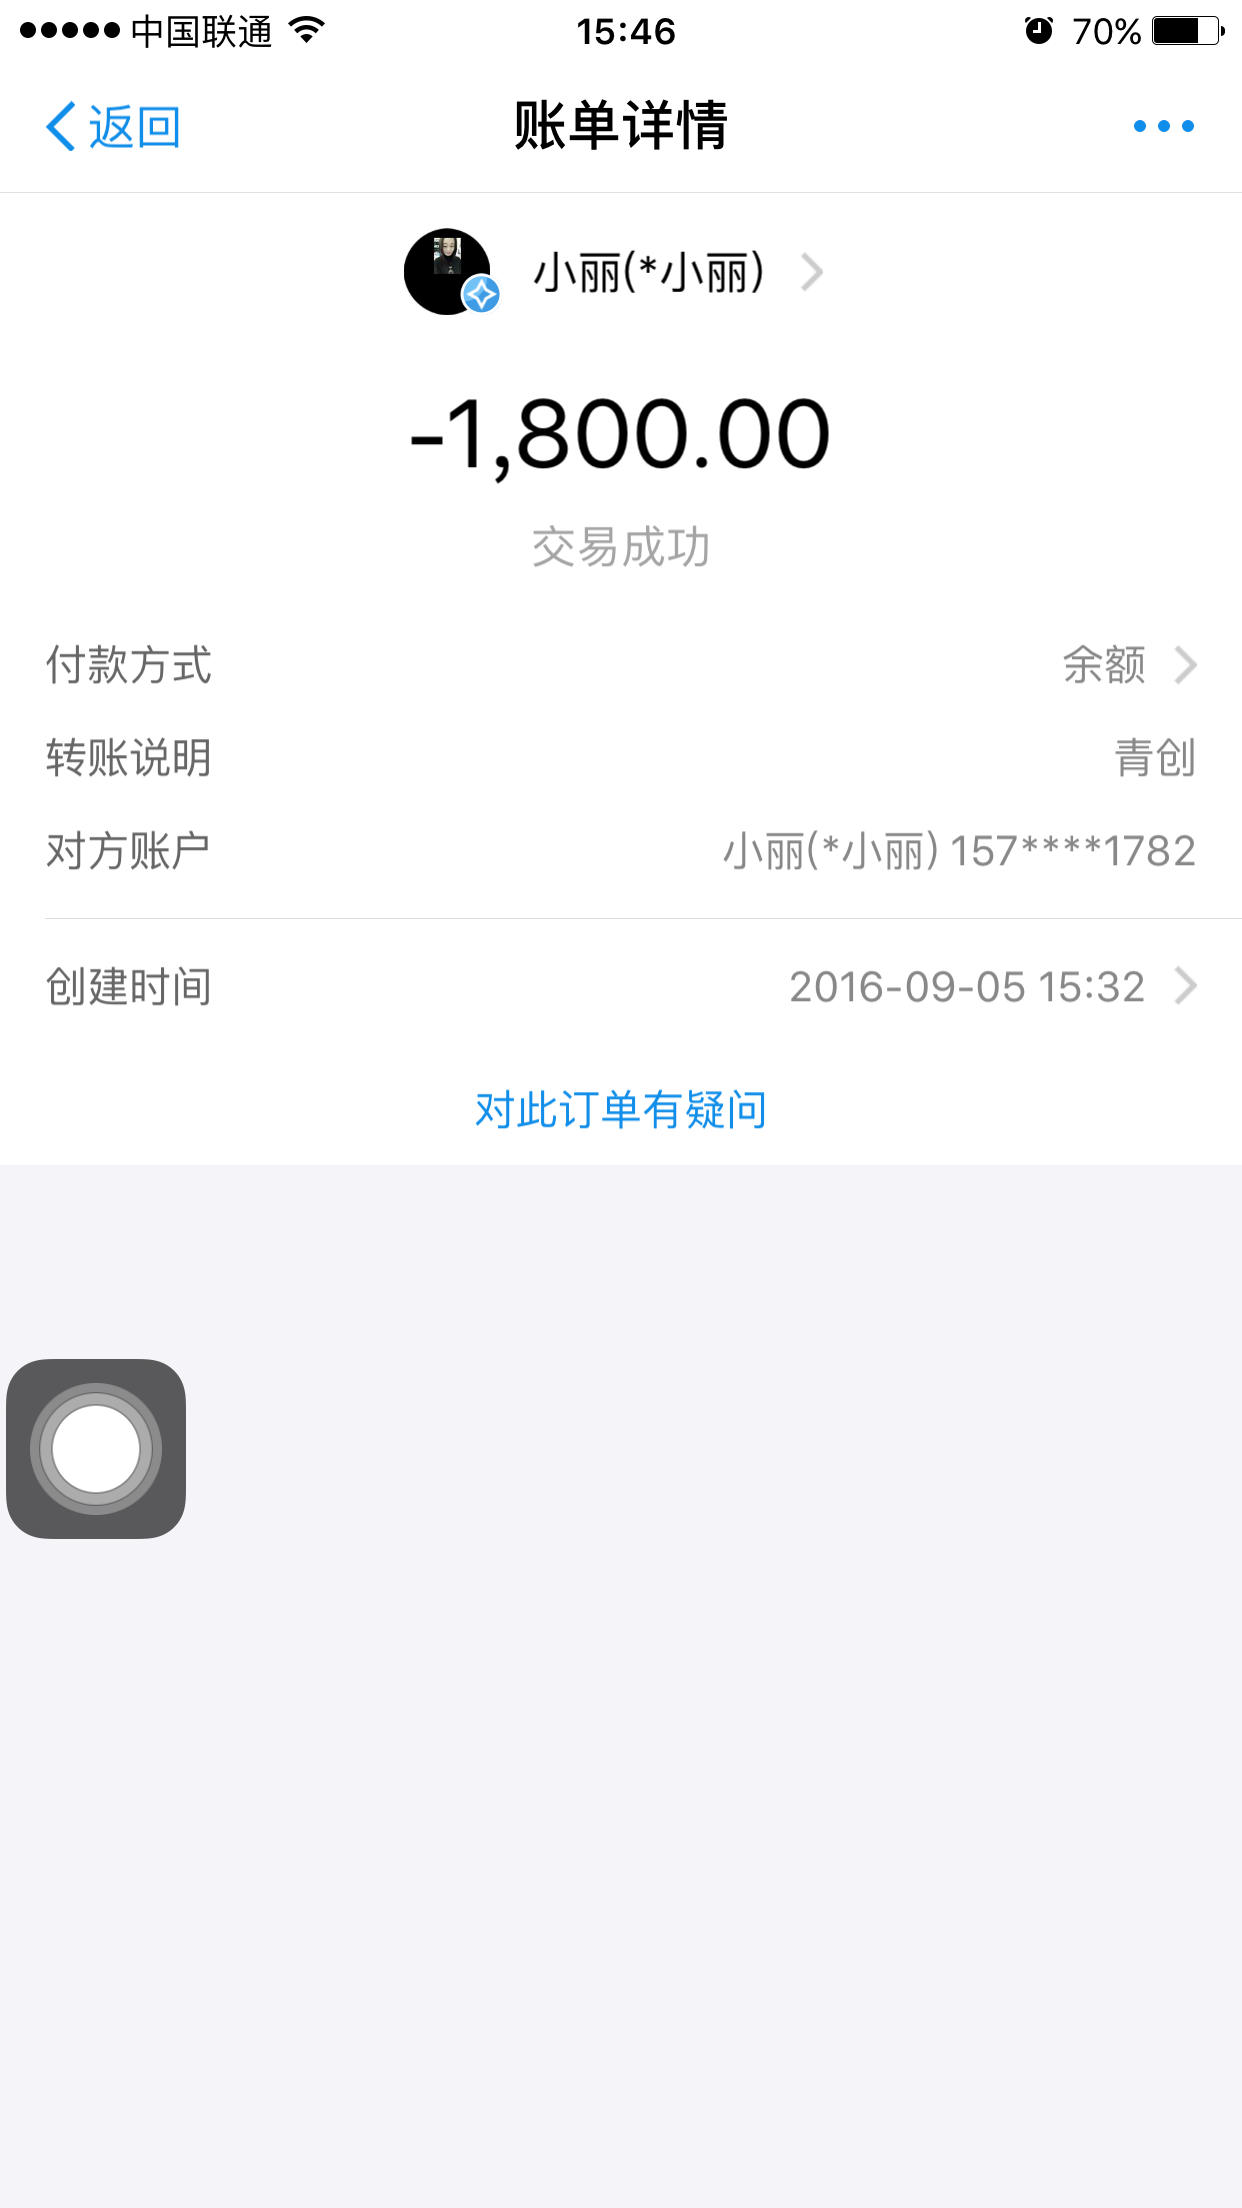 中国联通 15:46 70%
返回 账单详情
小丽(*小丽)
-1,800.00
交易成功
付款方式 余额
转账说明 青创
对方账户 小丽(*小丽) 157****1782
创建时间 2016-09-05 15:32
对此订单有疑问